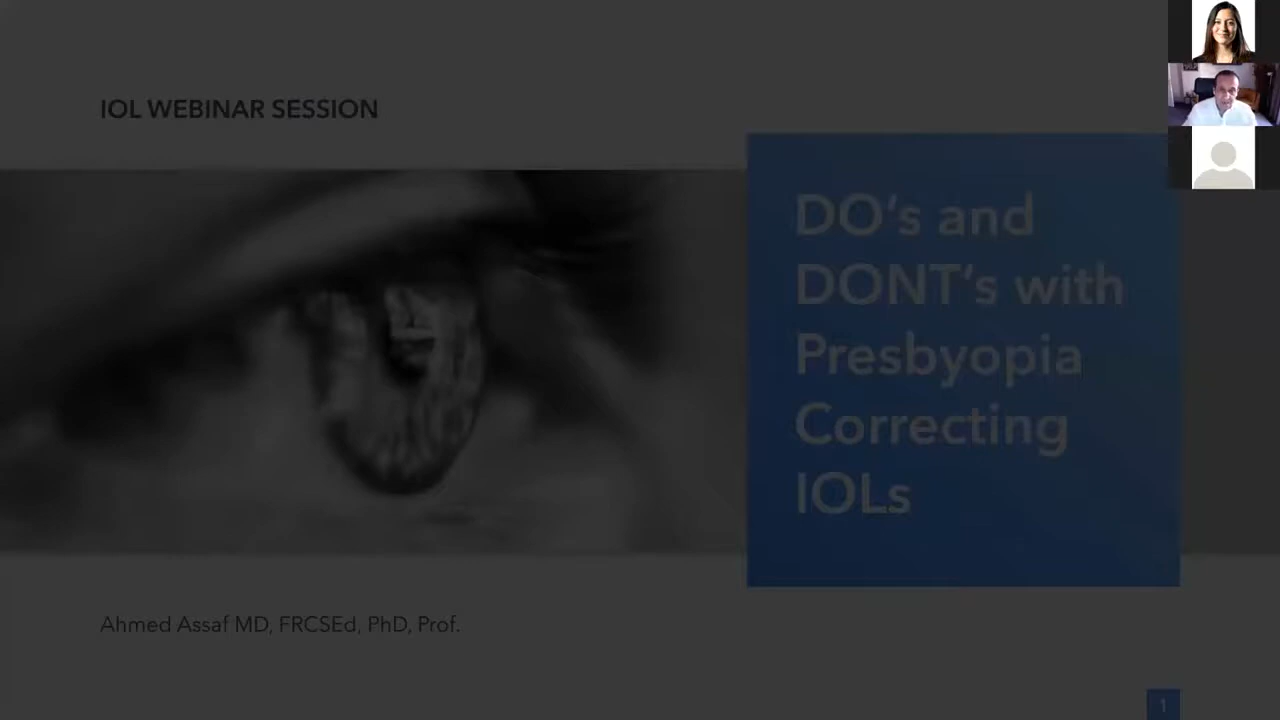 IOL WEBINAR SESSION
DO's and
DONT's with
Presbyopia
Correcting
IOLs
Ahmed Assaf MD, FRCSEd, PhD, Prof.
1